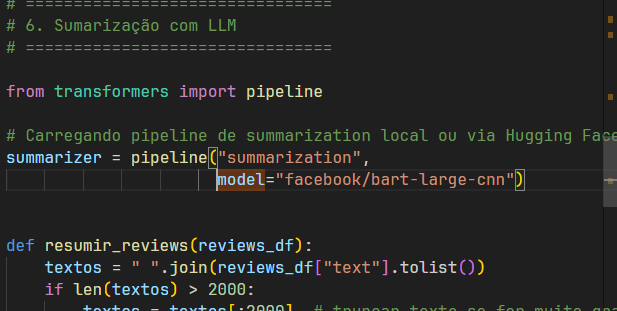 # ================================
# 6. Sumarização com LLM
# ================================
from transformers import pipeline
# Carregando pipeline de summarization local ou via Hugging Face
summarizer = pipeline("summarization",
model="facebook/bart-large-cnn")
def resumir_reviews(reviews_df):
textos = " ".join(reviews_df["text"].tolist())
if len(textos) > 2000:
textos = textos[:2000] # truncar texto se for muito